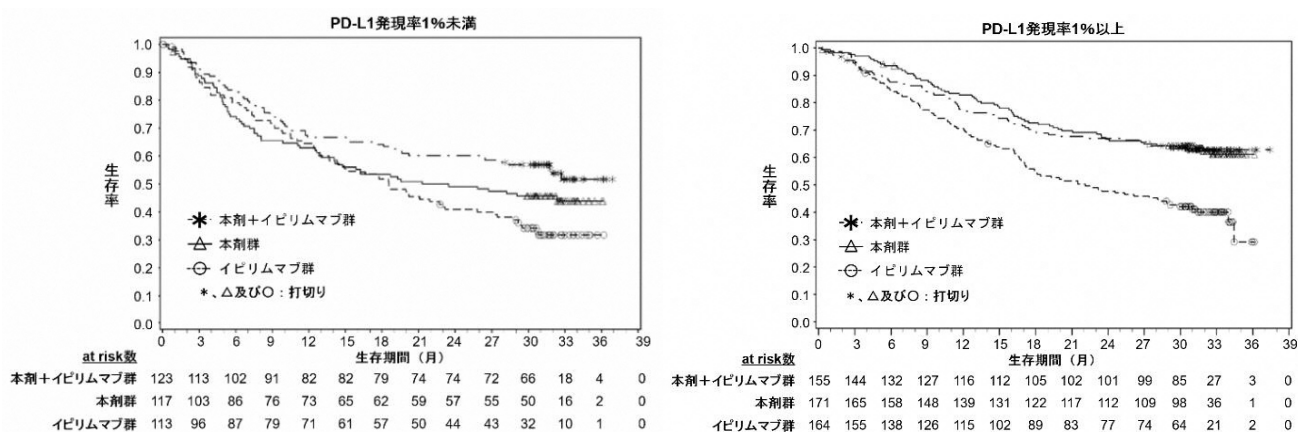 PD-L1発現率1%未満
1.0
0.9
0.8
0.7
0.6
0.5
0.4
0.3
0.2
0.1
0.0
生存率
本剤+イピリムマブ群
本剤群
イピリムマブ群
*、△及び○:打切り
0 3 6 9 12 15 18 21 24 27 30 33 36 39
生存期間(月)
at risk数
本剤+イピリムマブ群 123 113 102 91 82 82 79 74 74 72 66 18 4 0
本剤群 117 103 86 76 73 65 62 59 57 55 50 16 2 0
イピリムマブ群 113 96 87 79 71 61 57 50 44 43 32 10 1 0
PD-L1発現率1%以上
1.0
0.9
0.8
0.7
0.6
0.5
0.4
0.3
0.2
0.1
0.0
生存率
本剤+イピリムマブ群
本剤群
イピリムマブ群
*、△及び○:打切り
0 3 6 9 12 15 18 21 24 27 30 33 36 39
生存期間(月)
at risk数
本剤+イピリムマブ群 155 144 132 127 116 112 105 102 101 99 85 27 3 0
本剤群 171 165 158 148 139 131 122 117 112 109 98 36 1 0
イピリムマブ群 164 155 138 126 115 102 89 83 77 74 64 21 2 0